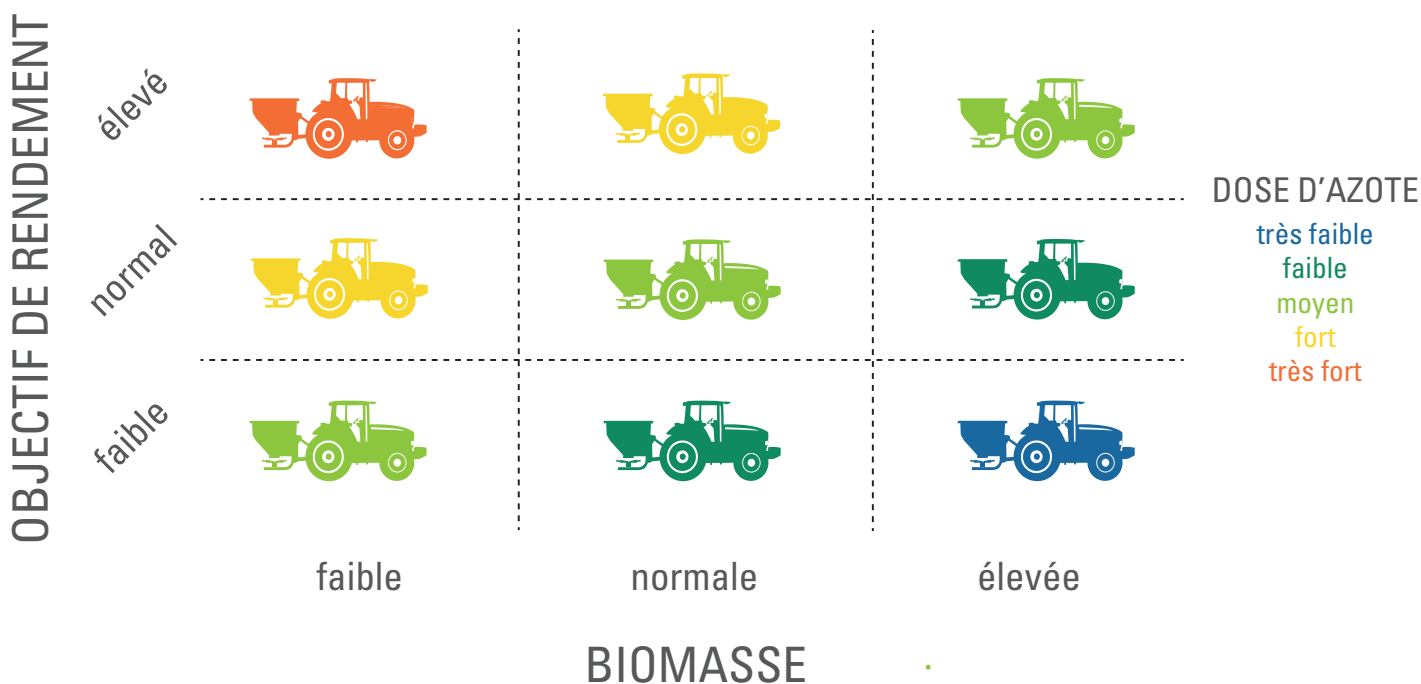 OBJECTIF DE RENDEMENT
élevé
normal
faible
DOSE D'AZOTE
très faible
faible
moyen
fort
très fort
faible
normale
élevée
BIOMASSE